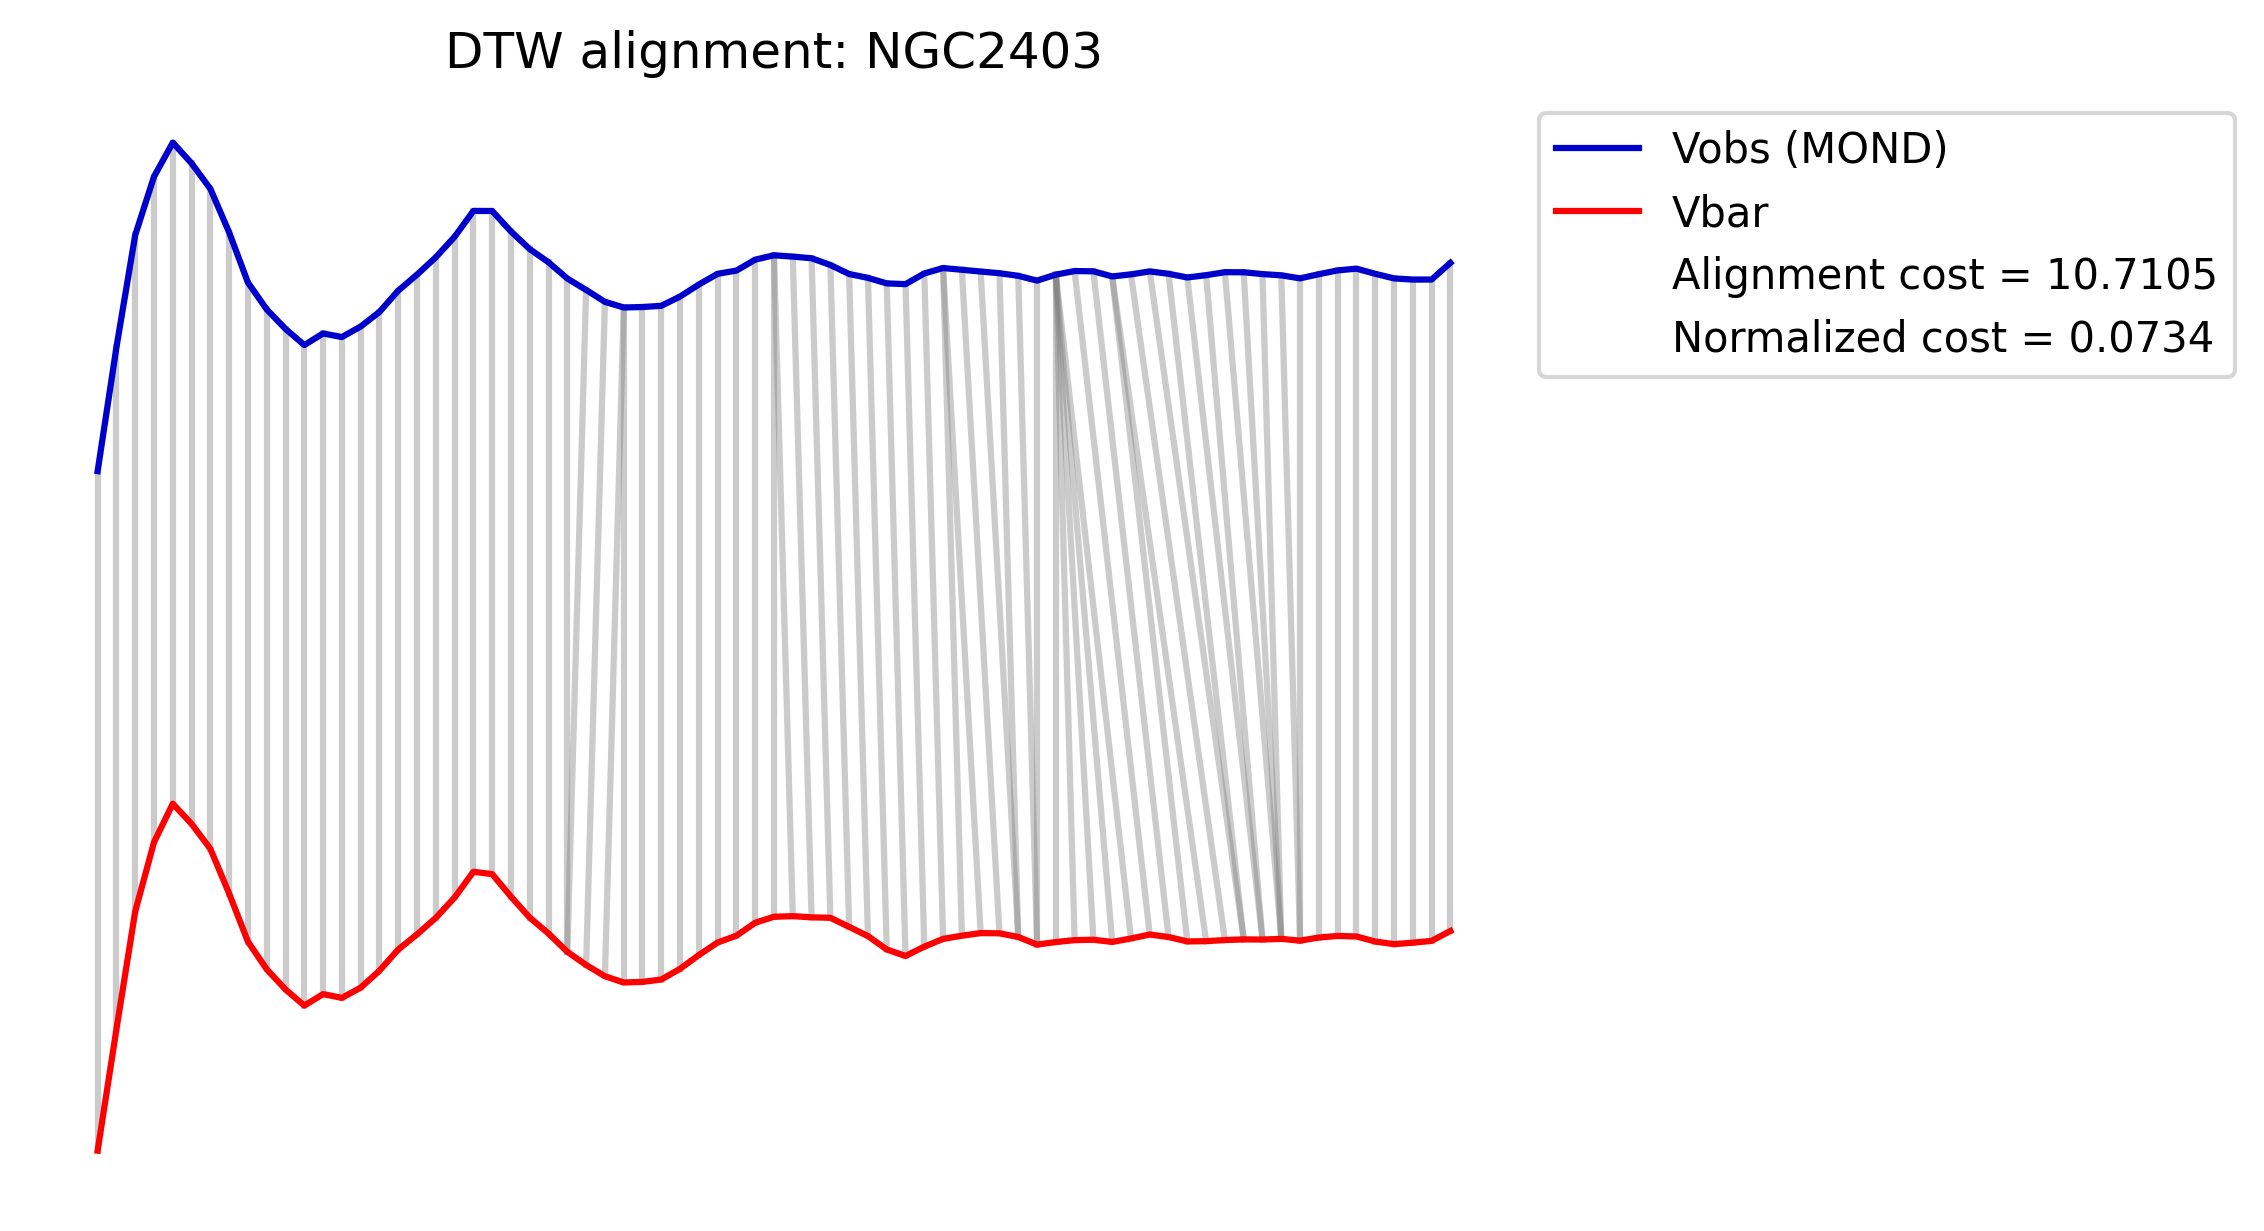 DTW alignment: NGC2403
Vobs (MOND)
Vbar
Alignment cost = 10.7105
Normalized cost = 0.0734